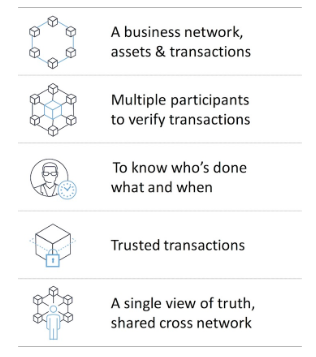 A business network,
assets & transactions
Multiple participants
to verify transactions
To know who's done
what and when
Trusted transactions
A single view of truth,
shared cross network